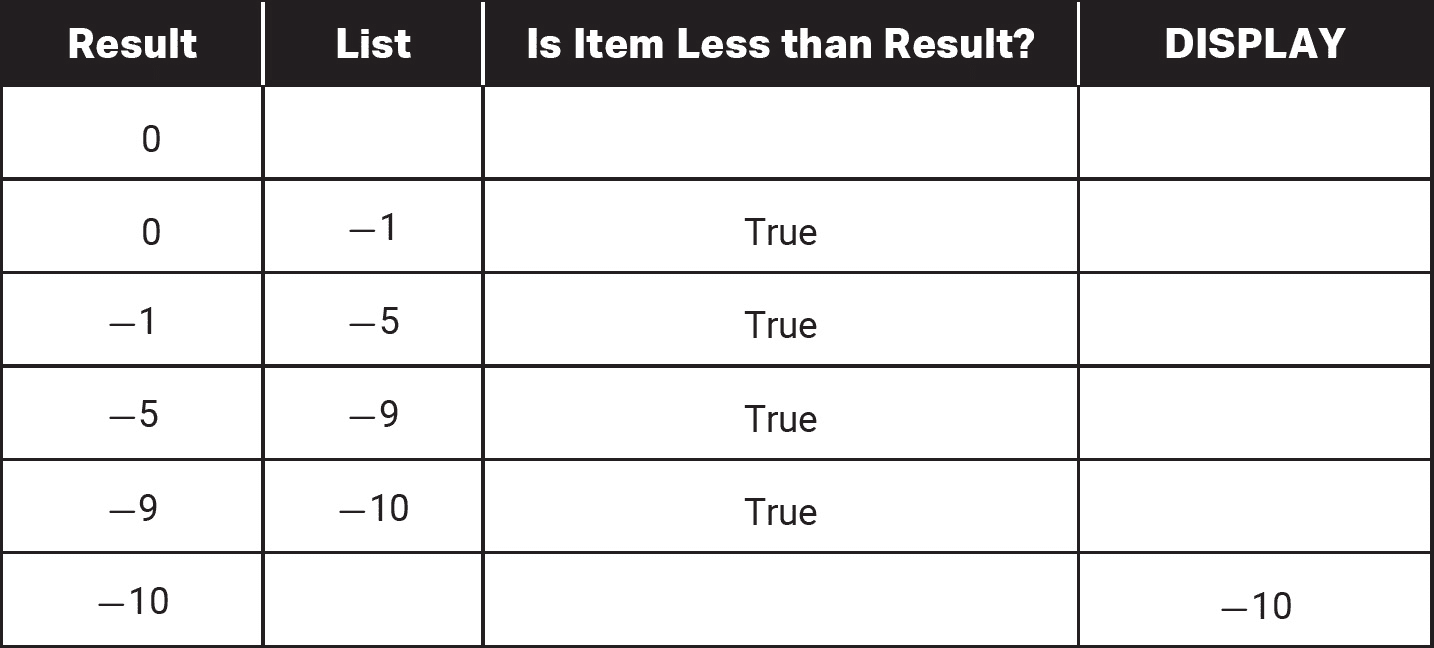 Result List Is Item Less than Result? DISPLAY
0
0 —1 True
—1 —5 True
—5 —9 True
—9 —10 True
—10 —10